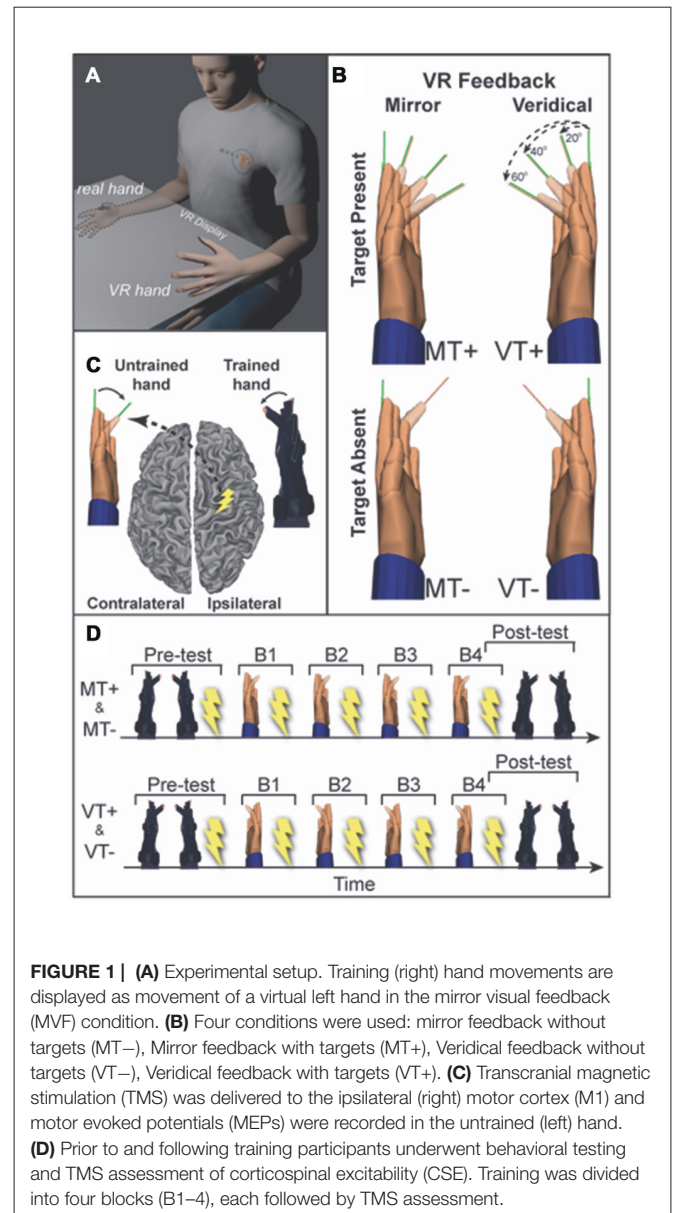 A
real hand
VR Display
VR hand
B
VR Feedback
Mirror Veridical
Target Present
20°
40°
60°
MT+ VT+
Target Absent
MT- VT-
C
Untrained hand
Trained hand
Contralateral Ipsilateral
D
Post-test
Pre-test B1 B2 B3 B4
MT+
&
MT-
Post-test
Pre-test B1 B2 B3 B4
VT+
&
VT-
Time
FIGURE 1 | (A) Experimental setup. Training (right) hand movements are
displayed as movement of a virtual left hand in the mirror visual feedback
(MVF) condition. (B) Four conditions were used: mirror feedback without
targets (MT−), Mirror feedback with targets (MT+), Veridical feedback without
targets (VT−), Veridical feedback with targets (VT+). (C) Transcranial magnetic
stimulation (TMS) was delivered to the ipsilateral (right) motor cortex (M1) and
motor evoked potentials (MEPs) were recorded in the untrained (left) hand.
(D) Prior to and following training participants underwent behavioral testing
and TMS assessment of corticospinal excitability (CSE). Training was divided
into four blocks (B1–4), each followed by TMS assessment.